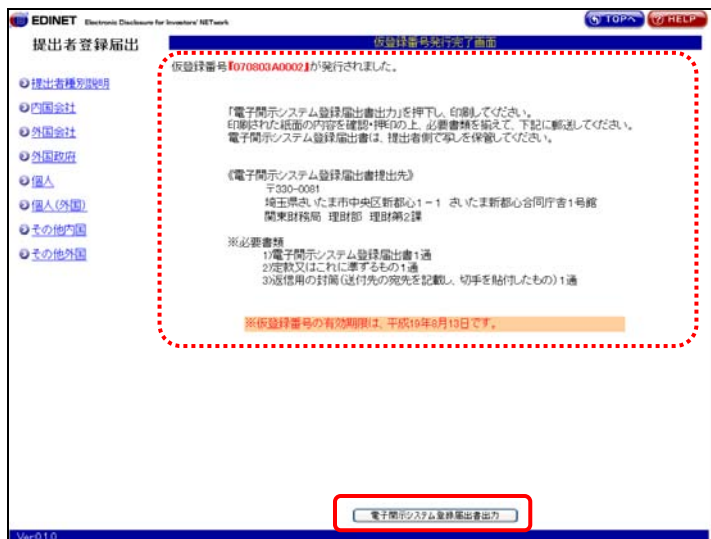 EDINET Electronic Disclosure for Investors' NETwork
TOPへ
HELP
提出者登録届出
仮登録番号発行完了画面
仮登録番号『070803A0002』が発行されました。
提出者種別説明
内国会社
外国会社
外国政府
個人
個人(外国)
その他内国
その他外国
「電子開示システム登録届出書出力」を押下し、印刷してください。
印刷された紙面の内容を確認・押印の上、必要書類を揃えて、下記に郵送してください。
電子開示システム登録届出書は、提出者側で写しを保管してください。
《電子開示システム登録届出書提出先》
〒330-0081
埼玉県さいたま市中央区新都心1-1 さいたま新都心合同庁舎1号館
関東財務局 理財部 理財第2課
※必要書類
1)電子開示システム登録届出書1通
2)定款又はこれに準ずるもの1通
3)返信用の封筒(送付先の宛先を記載し、切手を貼付したもの)1通
※仮登録番号の有効期限は、平成19年8月13日です。
電子開示システム登録届出書出力
Ver.0.1.0